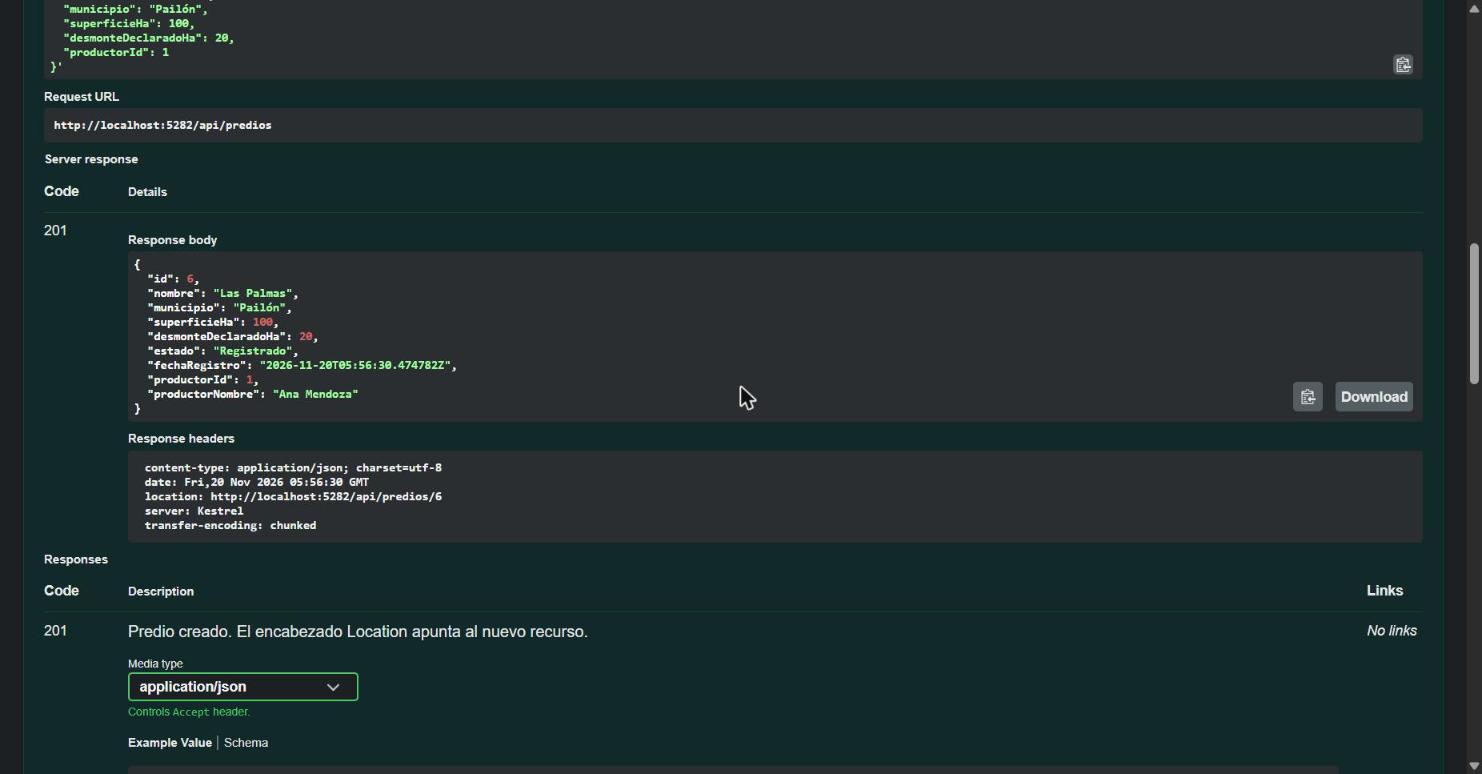 "municipio": "Pailón",
"superficieHa": 100,
"desmonteDeclaradoHa": 20,
"productorId": 1
}'
Request URL
http://localhost:5282/api/predios
Server response
Code Details
201
Response body
{
"id": 6,
"nombre": "Las Palmas",
"municipio": "Pailón",
"superficieHa": 100,
"desmonteDeclaradoHa": 20,
"estado": "Registrado",
"fechaRegistro": "2026-11-20T05:56:30.474782Z",
"productorId": 1,
"productorNombre": "Ana Mendoza"
}
Download
Response headers
content-type: application/json; charset=utf-8
date: Fri,20 Nov 2026 05:56:30 GMT
location: http://localhost:5282/api/predios/6
server: Kestrel
transfer-encoding: chunked
Responses
Code Description Links
201 Predio creado. El encabezado Location apunta al nuevo recurso. No links
Media type
application/json
Controls Accept header.
Example Value | Schema